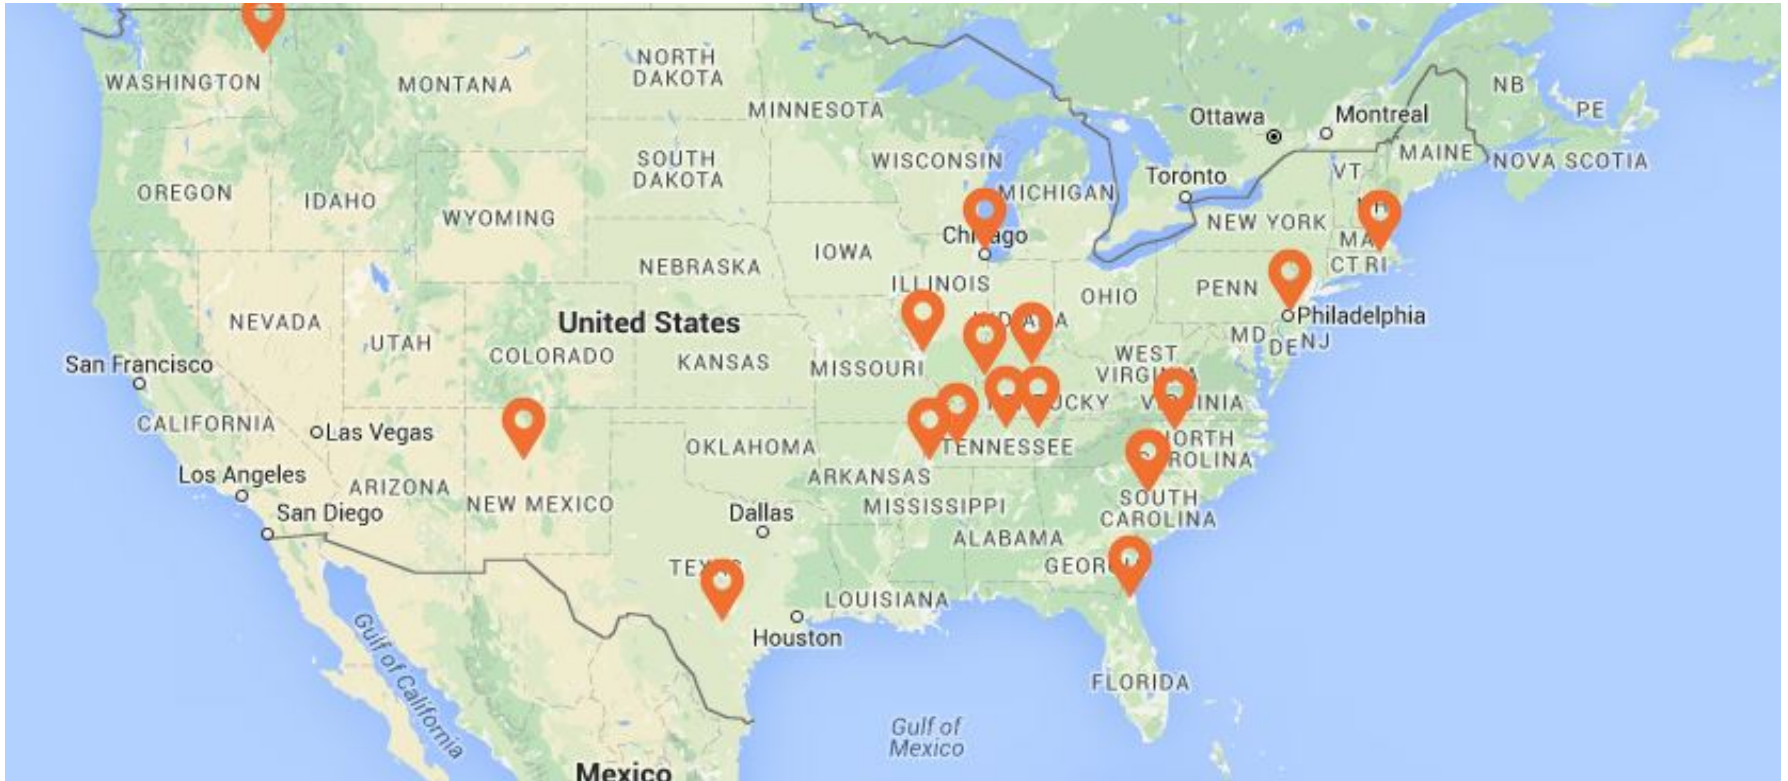 WASHINGTON
MONTANA
NORTH
DAKOTA
MINNESOTA
Ottawa
Montreal
NB
PE
OREGON
IDAHO
WYOMING
SOUTH
DAKOTA
WISCONSIN
MICHIGAN
Toronto
VT
MAINE
NOVA SCOTIA
NEW YORK
IOWA
NEBRASKA
MA
CT RI
ILLINOIS
OHIO
PENN
Philadelphia
NEVADA
UTAH
COLORADO
United States
KANSAS
MISSOURI
WEST
MD
DE
NJ
San Francisco
CALIFORNIA
Las Vegas
Los Angeles
San Diego
ARIZONA
NEW MEXICO
OKLAHOMA
ARKANSAS
TENNESSEE
MISSISSIPPI
SOUTH
CAROLINA
ALABAMA
Dallas
LOUISIANA
Houston
FLORIDA
Gulf of California
Gulf of
Mexico
Mexico